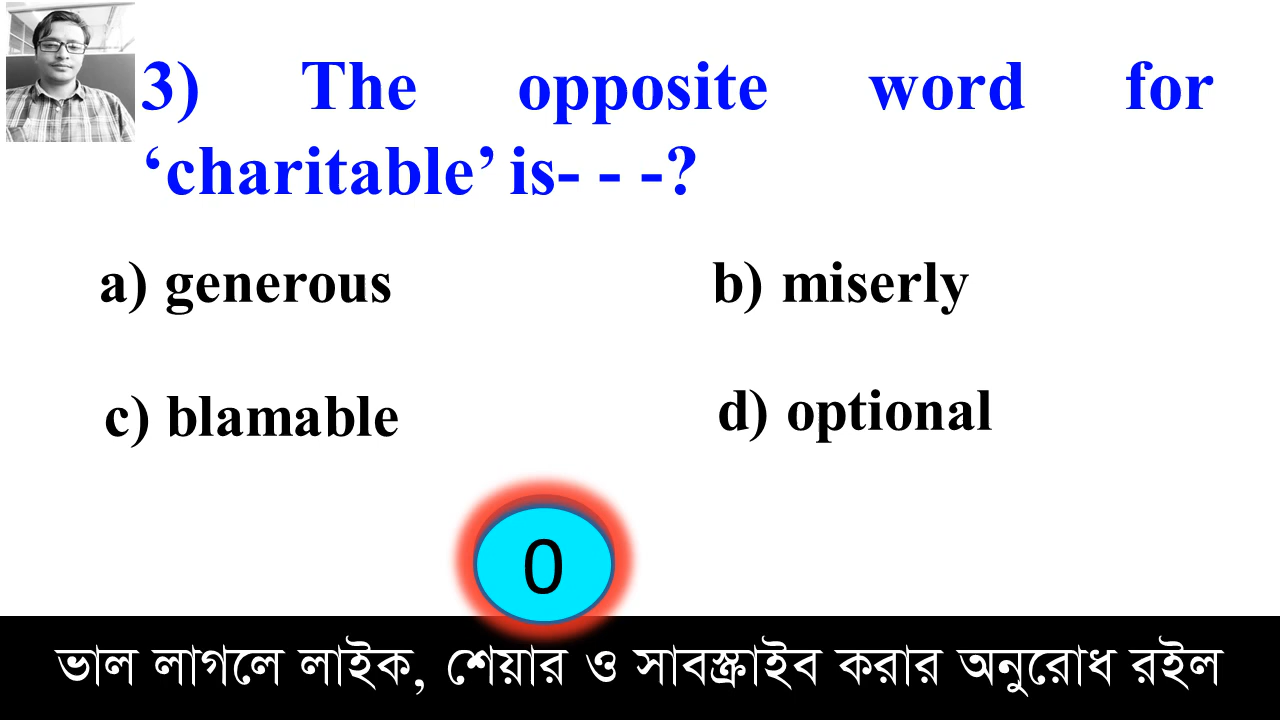 3) The opposite word for
‘charitable’ is- - -?
a) generous b) miserly
c) blamable d) optional
0
ভাল লাগলে লাইক, শেয়ার ও সাবস্ক্রাইব করার অনুরোধ রইল